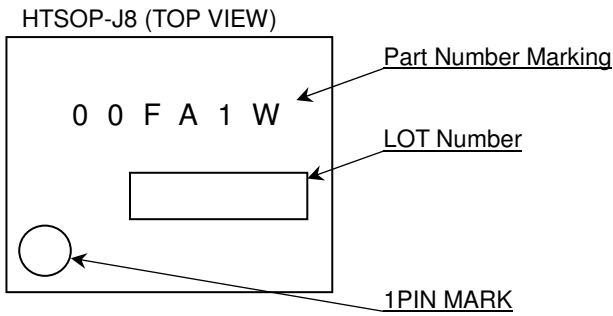 HTSOP-J8 (TOP VIEW)
Part Number Marking
0 0 F A 1 W
LOT Number
1PIN MARK